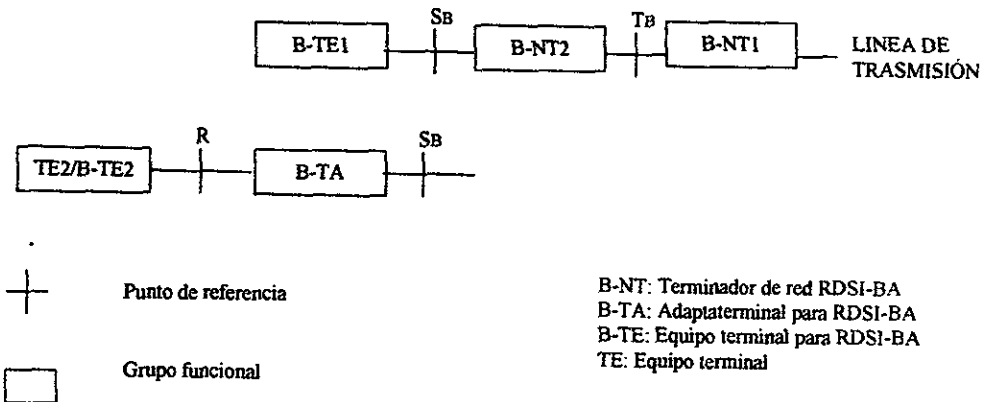 SB
TB
B-TE1
B-NT2
B-NT1
LINEA DE
TRASMISIÓN
R
SB
TE2/B-TE2
B-TA
Punto de referencia
Grupo funcional
B-NT: Terminador de red RDSI-BA
B-TA: Adaptaterminal para RDSI-BA
B-TE: Equipo terminal para RDSI-BA
TE: Equipo terminal